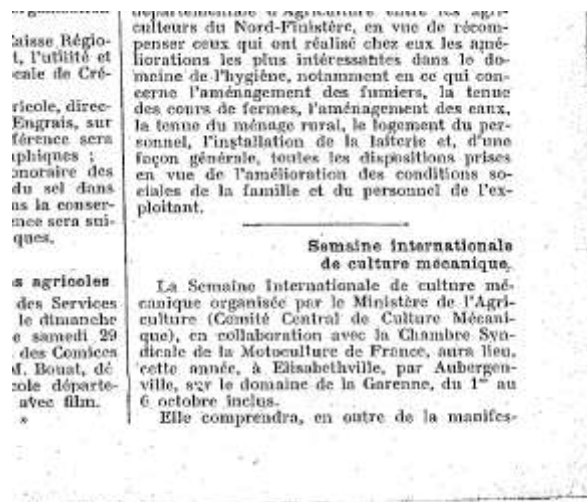 Caisse Régio-
t, l'utilité et
cale de Cré-
ricole, direc-
Engrais, sur
férence sera
aphiques ;
onoraire des
du sel dans
ns la conser-
ence sera sui-
ques.
s agricoles
des Services
le dimanche
e samedi 29
des Comices
M. Bouat, dé
cole départe-
avec film.
départementale d'Agriculture entre les agri-
culteurs du Nord-Finistère, en vue de récom-
penser ceux qui ont réalisé chez eux les amé-
liorations les plus intéressantes dans le do-
maine de l'hygiène, notamment en ce qui con-
cerne l'aménagement des fumiers, la tenue
des cours de fermes, l'aménagement des eaux,
la tenue du ménage rural, le logement du per-
sonnel, l'installation de la laiterie et, d'une
façon générale, toutes les dispositions prises
en vue de l'amélioration des conditions so-
ciales de la famille et du personnel de l'ex-
ploitant.
Semaine internationale
de culture mécanique
La Semaine Internationale de culture mé-
canique organisée par le Ministère de l'Agri-
culture (Comité Central de Culture Mécani-
que), en collaboration avec la Chambre Syn-
dicale de la Motoculture de France, aura lieu,
cette année, à Elisabethville, par Aubergen-
ville, sur le domaine de la Garenne, du 1er au
6 octobre inclus.
Elle comprendra, en outre de la manifes-